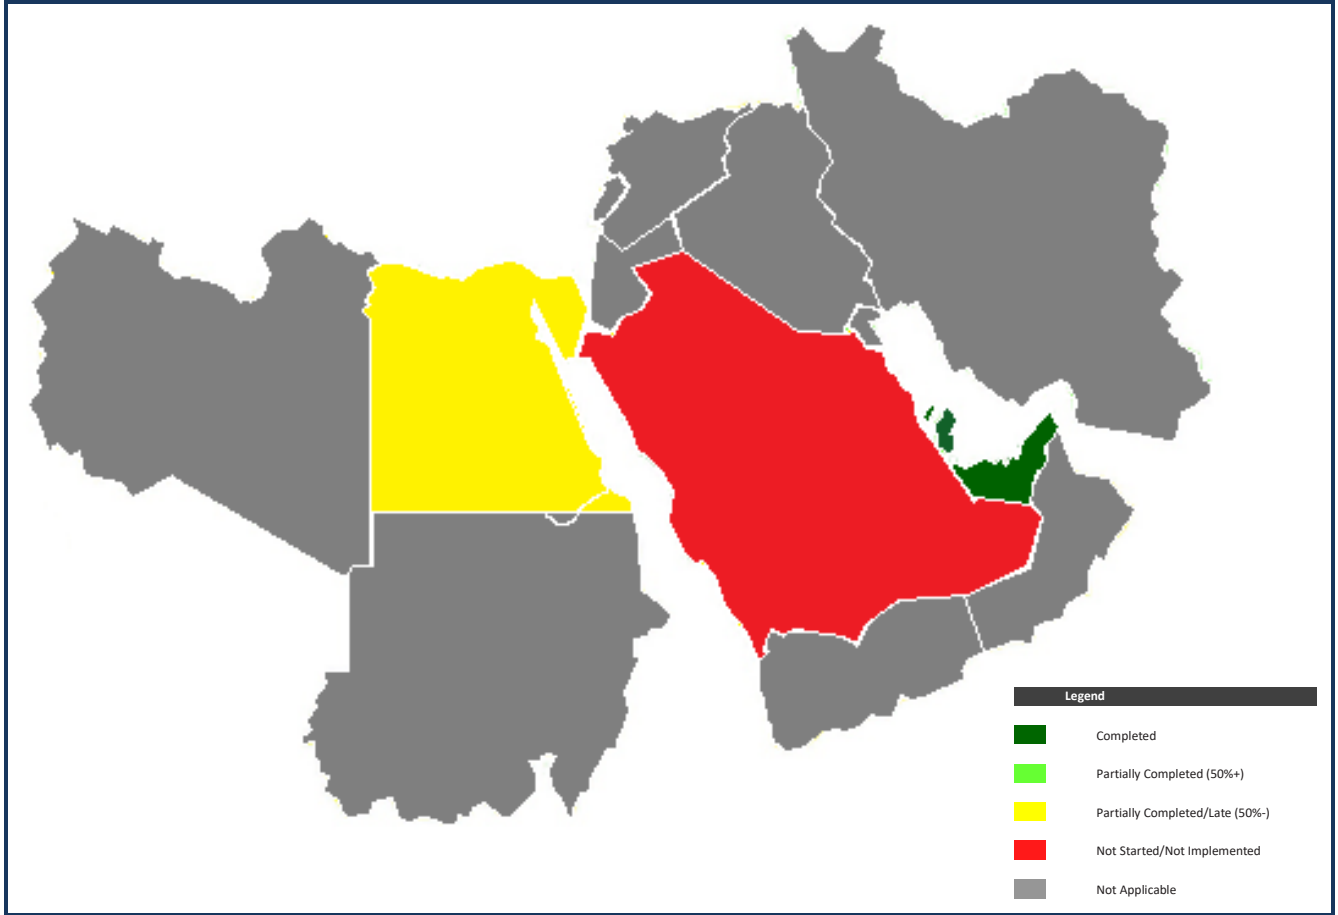 Legend
Completed
Partially Completed (50%+)
Partially Completed/Late (50%-)
Not Started/Not Implemented
Not Applicable